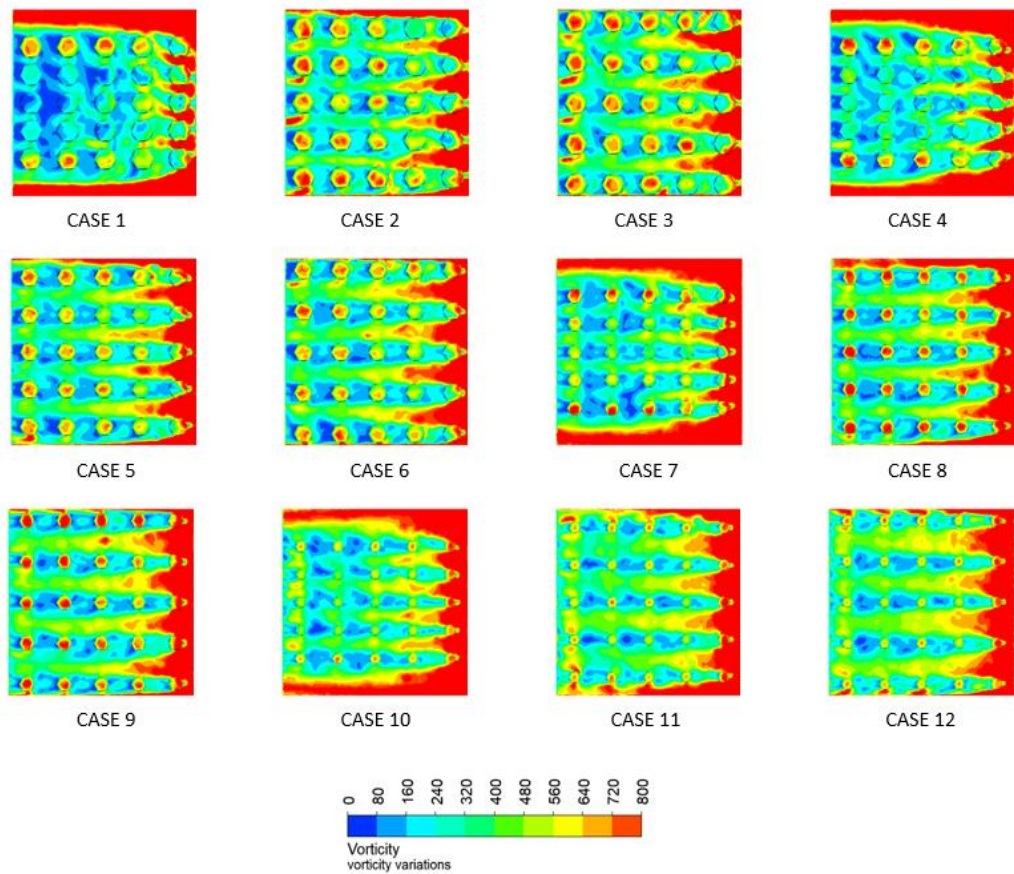 CASE 1
CASE 2
CASE 3
CASE 4
CASE 5
CASE 6
CASE 7
CASE 8
CASE 9
CASE 10
CASE 11
CASE 12
0 80 160 240 320 400 480 560 640 720 800
Vorticity
vorticity variations